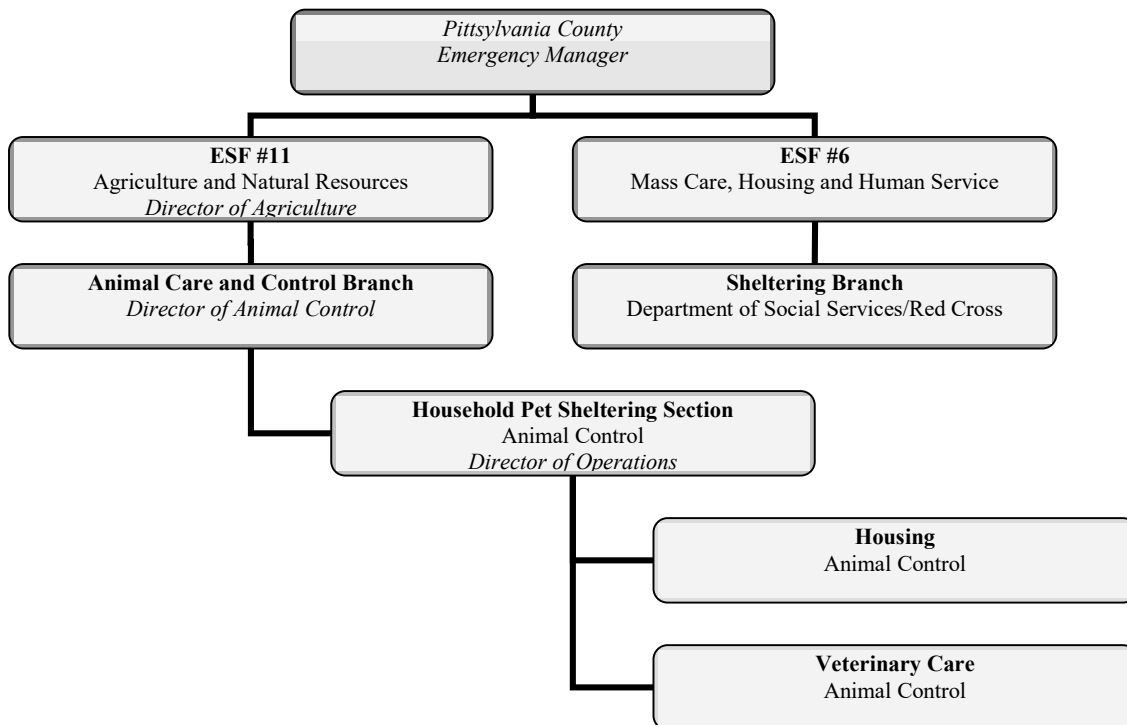 Pittsylvania County
Emergency Manager
ESF #11
Agriculture and Natural Resources
Director of Agriculture
ESF #6
Mass Care, Housing and Human Service
Animal Care and Control Branch
Director of Animal Control
Sheltering Branch
Department of Social Services/Red Cross
Household Pet Sheltering Section
Animal Control
Director of Operations
Housing
Animal Control
Veterinary Care
Animal Control